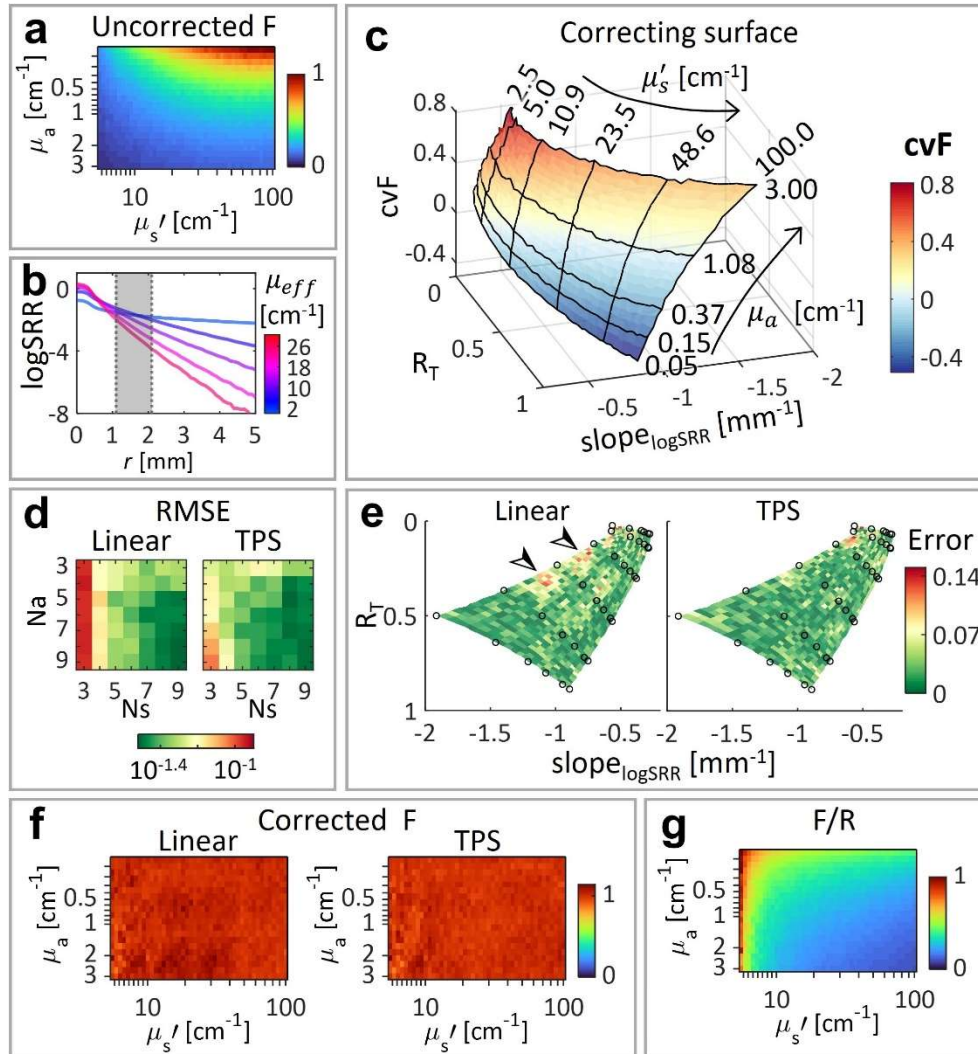 a
Uncorrected F
μa [cm-1]
0.5
1
2
3
10
100
μs′ [cm-1]
1
0
b
logSRR
0
-4
-8
0 1 2 3 4 5
r [mm]
μeff
[cm-1]
26
18
10
2
c
Correcting surface
μ′s [cm-1]
2.5
5.0
10.9
23.5
48.6
100.0
cvF
0.8
0.4
0
-0.4
0
0.5
1
RT
-0.5
-1
-1.5
-2
slopelogSRR [mm-1]
3.00
1.08
0.37
0.15
0.05
μa [cm-1]
cvF
0.8
0.4
0
-0.4
d
RMSE
Linear TPS
Na
3
5
7
9
3 5 7 9 3 5 7 9
Ns Ns
10-1.4 10-1
e
Linear TPS
RT
0
0.5
1
-2 -1.5 -1 -0.5 -2 -1.5 -1 -0.5
slopelogSRR [mm-1]
Error
0.14
0.07
0
f
Corrected F
Linear TPS
μa [cm-1]
0.5
1
2
3
10 100
μs′ [cm-1]
1
0
μa [cm-1]
0.5
1
2
3
10 100
μs′ [cm-1]
1
0
g
F/R
μa [cm-1]
0.5
1
2
3
10 100
μs′ [cm-1]
1
0